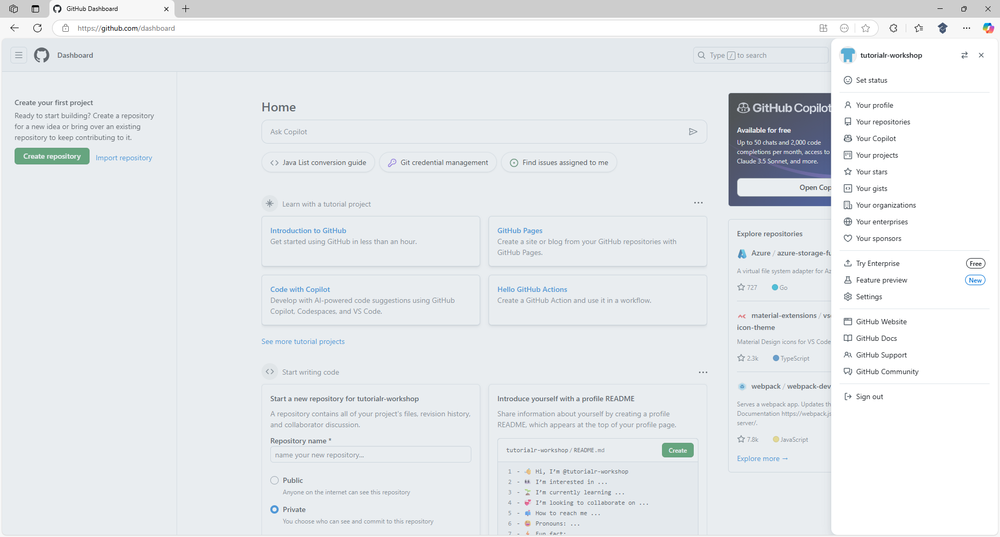 GitHub Dashboard
https://github.com/dashboard
Dashboard
Type / to search
Create your first project
Ready to start building? Create a repository
for a new idea or bring over an existing
repository to keep contributing to it.
Create repository
Import repository
Home
Ask Copilot
Java List conversion guide
Git credential management
Find issues assigned to me
Learn with a tutorial project
Introduction to GitHub
Get started using GitHub in less than an hour.
GitHub Pages
Create a site or blog from your GitHub repositories with
GitHub Pages.
Code with Copilot
Develop with AI-powered code suggestions using GitHub
Copilot, Codespaces, and VS Code.
Hello GitHub Actions
Create a GitHub Action and use it in a workflow.
See more tutorial projects
Start writing code
Start a new repository for tutorialr-workshop
A repository contains all of your project's files, revision history,
and collaborator discussion.
Repository name *
name your new repository...
Public
Anyone on the internet can see this repository
Private
You choose who can see and commit to this repository
Introduce yourself with a profile README
Share information about yourself by creating a profile
README, which appears at the top of your profile page.
tutorialr-workshop / README.md
Create
1 - 👋 Hi, I'm @tutorialr-workshop
2 - 👀 I'm interested in ...
3 - 🌱 I'm currently learning ...
4 - 💞️ I'm looking to collaborate on ...
5 - 📫 How to reach me ...
6 - 😄 Pronouns: ...
7 - ⚡ Fun fact:
GitHub Copilot
Available for free
Up to 50 chats and 2,000 code
completions per month, access to
Claude 3.5 Sonnet, and more.
Open Cop
Explore repositories
Azure / azure-storage-fu
A virtual file system adapter for Az
727
Go
material-extensions / vs
icon-theme
Material Design icons for VS Code
2.3k
TypeScript
webpack / webpack-dev
Serves a webpack app. Updates th
Documentation https://webpack.js
server/.
7.8k
JavaScript
Explore more →
tutorialr-workshop
Set status
Your profile
Your repositories
Your Copilot
Your projects
Your stars
Your gists
Your organizations
Your enterprises
Your sponsors
Try Enterprise
Free
Feature preview
New
Settings
GitHub Website
GitHub Docs
GitHub Support
GitHub Community
Sign out